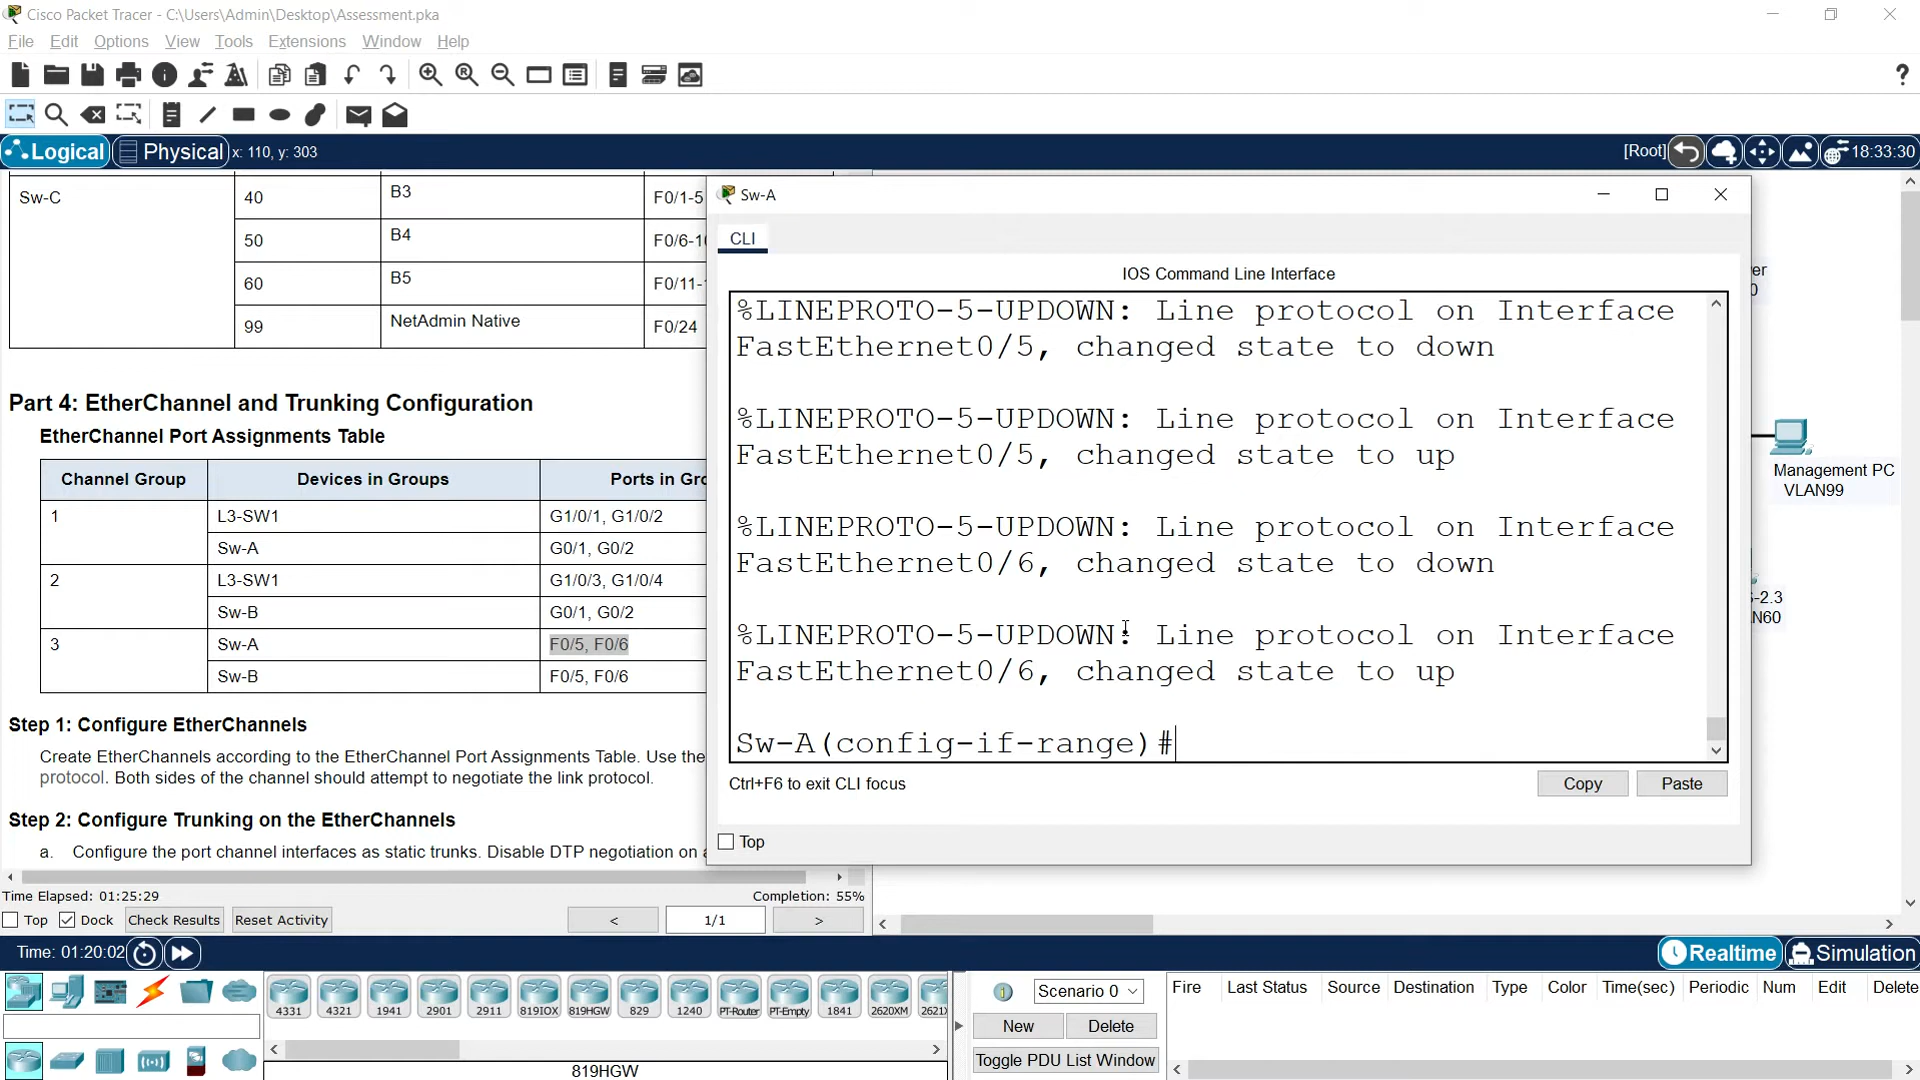 Cisco Packet Tracer - C:\Users\Admin\Desktop\Assessment.pka
File Edit Options View Tools Extensions Window Help
?
Logical Physical x: 110, y: 303
[Root] 18:33:30
Sw-C 40 B3 F0/1-5
50 B4
60 B5 F0/11-
99 NetAdmin Native F0/24
Part 4: EtherChannel and Trunking Configuration
EtherChannel Port Assignments Table
Channel Group Devices in Groups Ports in Gro
1 L3-SW1 G1/0/1, G1/0/2
Sw-A G0/1, G0/2
2 L3-SW1 G1/0/3, G1/0/4
Sw-B G0/1, G0/2
3 Sw-A F0/5, F0/6
Sw-B F0/5, F0/6
Step 1: Configure EtherChannels
Create EtherChannels according to the EtherChannel Port Assignments Table. Use the
protocol. Both sides of the channel should attempt to negotiate the link protocol.
Step 2: Configure Trunking on the EtherChannels
a. Configure the port channel interfaces as static trunks. Disable DTP negotiation on
Time Elapsed: 01:25:29 Completion: 55%
Top Dock Check Results Reset Activity < 1/1 >
Sw-A
CLI
IOS Command Line Interface
%LINEPROTO-5-UPDOWN: Line protocol on Interface
FastEthernet0/5, changed state to down
%LINEPROTO-5-UPDOWN: Line protocol on Interface
FastEthernet0/5, changed state to up
%LINEPROTO-5-UPDOWN: Line protocol on Interface
FastEthernet0/6, changed state to down
%LINEPROTO-5-UPDOWN: Line protocol on Interface
FastEthernet0/6, changed state to up
Sw-A(config-if-range)#
Ctrl+F6 to exit CLI focus Copy Paste
Top
Management PC
VLAN99
Time: 01:20:02 Realtime Simulation
4331 4321 1941 2901 2911 819IOX 819HGW 829 1240 PT-Router PT-Empty 1841 2620XM
819HGW
Scenario 0
New Delete
Toggle PDU List Window
Fire Last Status Source Destination Type Color Time(sec) Periodic Num Edit Delete